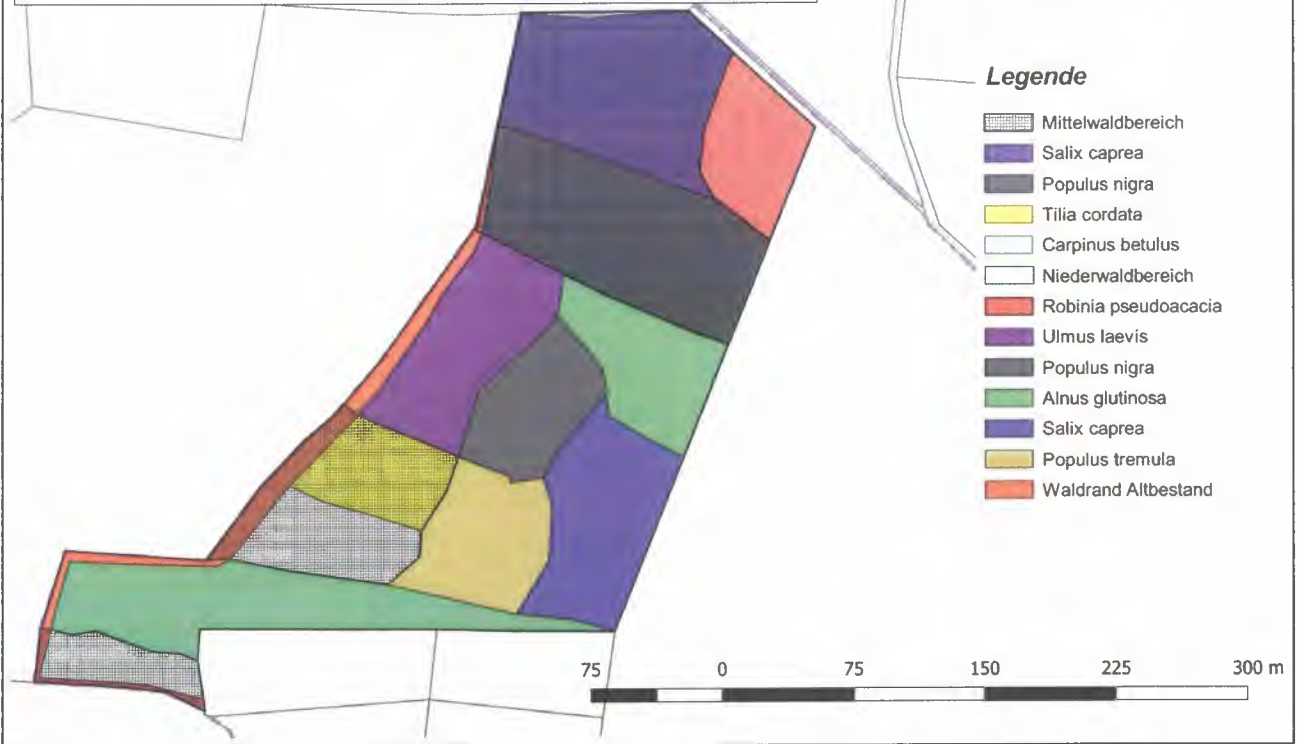 Legende
Mittelwaldbereich
Salix caprea
Populus nigra
Tilia cordata
Carpinus betulus
Niederwaldbereich
Robinia pseudoacacia
Ulmus laevis
Populus nigra
Alnus glutinosa
Salix caprea
Populus tremula
Waldrand Altbestand
75 0 75 150 225 300 m